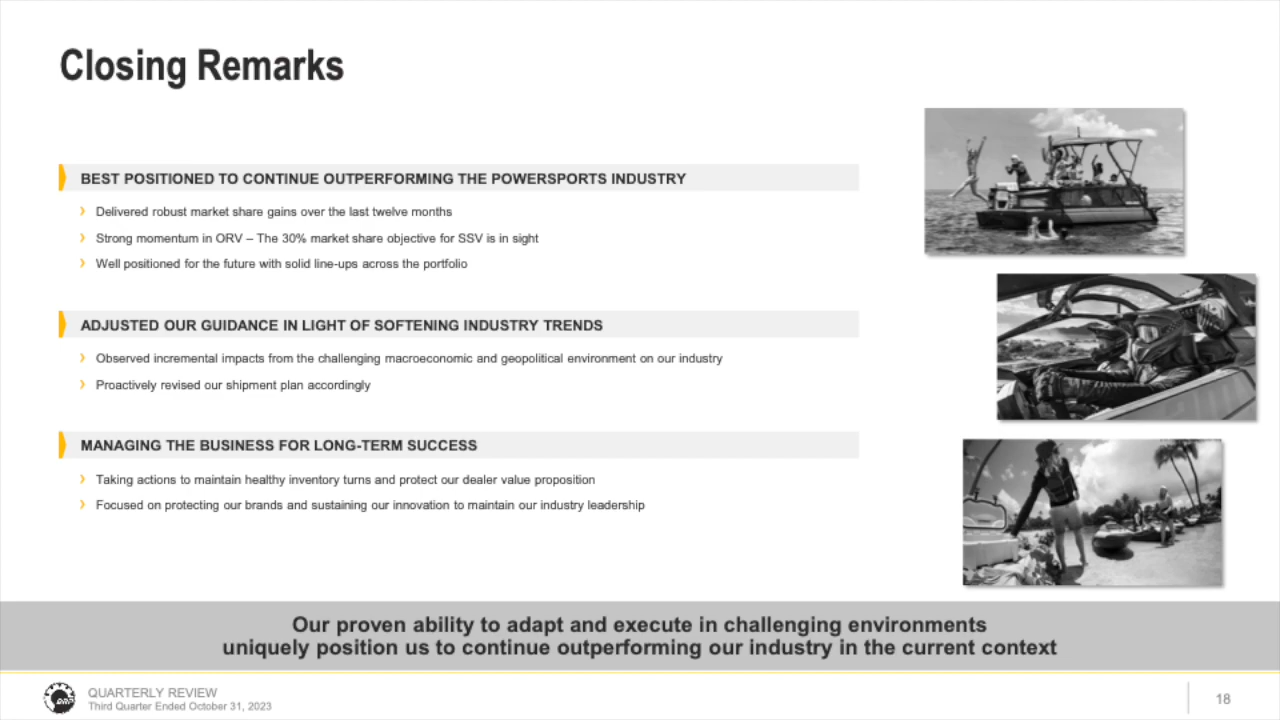 Closing Remarks
BEST POSITIONED TO CONTINUE OUTPERFORMING THE POWERSPORTS INDUSTRY
Delivered robust market share gains over the last twelve months
Strong momentum in ORV – The 30% market share objective for SSV is in sight
Well positioned for the future with solid line-ups across the portfolio
ADJUSTED OUR GUIDANCE IN LIGHT OF SOFTENING INDUSTRY TRENDS
Observed incremental impacts from the challenging macroeconomic and geopolitical environment on our industry
Proactively revised our shipment plan accordingly
MANAGING THE BUSINESS FOR LONG-TERM SUCCESS
Taking actions to maintain healthy inventory turns and protect our dealer value proposition
Focused on protecting our brands and sustaining our innovation to maintain our industry leadership
Our proven ability to adapt and execute in challenging environments
uniquely position us to continue outperforming our industry in the current context
brp
QUARTERLY REVIEW
Third Quarter Ended October 31, 2023
18